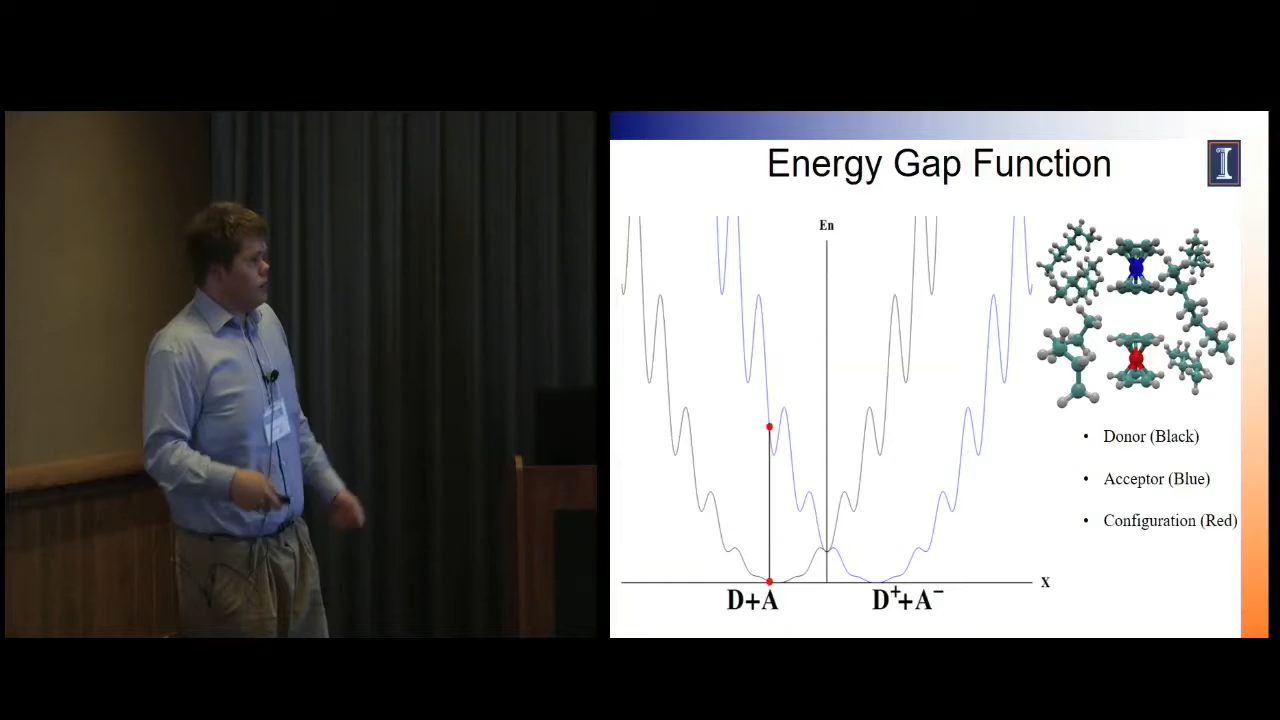 Energy Gap Function
I
En
• Donor (Black)
• Acceptor (Blue)
• Configuration (Red)
X
D+A
D⁺+A⁻